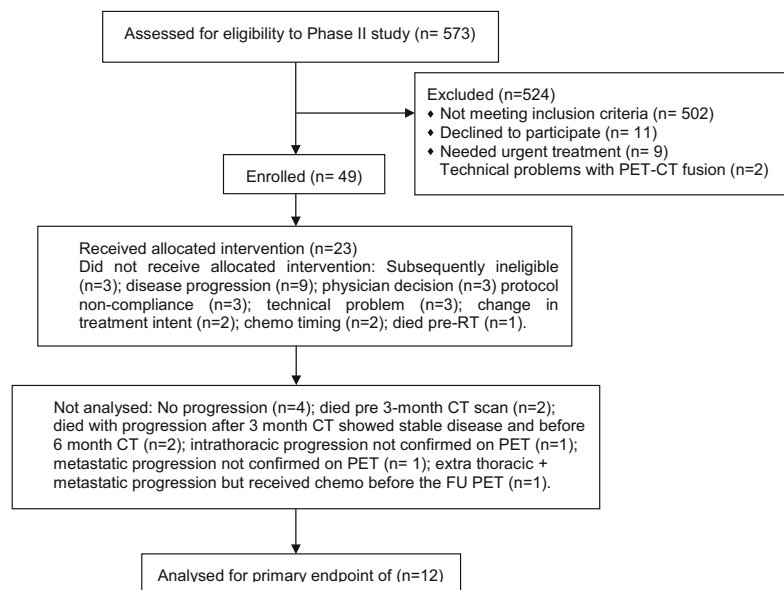 Assessed for eligibility to Phase II study (n= 573)
Excluded (n=524)
♦ Not meeting inclusion criteria (n= 502)
♦ Declined to participate (n= 11)
♦ Needed urgent treatment (n= 9)
Technical problems with PET-CT fusion (n=2)
Enrolled (n= 49)
Received allocated intervention (n=23)
Did not receive allocated intervention: Subsequently ineligible
(n=3); disease progression (n=9); physician decision (n=3) protocol
non-compliance (n=3); technical problem (n=3); change in
treatment intent (n=2); chemo timing (n=2); died pre-RT (n=1).
Not analysed: No progression (n=4); died pre 3-month CT scan (n=2);
died with progression after 3 month CT showed stable disease and before
6 month CT (n=2); intrathoracic progression not confirmed on PET (n=1);
metastatic progression not confirmed on PET (n= 1); extra thoracic +
metastatic progression but received chemo before the FU PET (n=1).
Analysed for primary endpoint of (n=12)